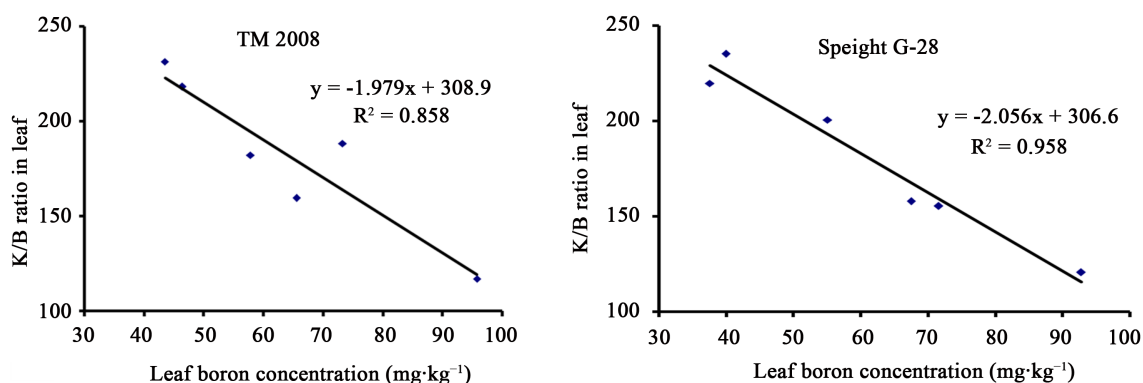 TM 2008
y = -1.979x + 308.9
R² = 0.858
K/B ratio in leaf
250
200
150
100
30 40 50 60 70 80 90 100
Leaf boron concentration (mg·kg⁻¹)
Speight G-28
y = -2.056x + 306.6
R² = 0.958
K/B ratio in leaf
250
200
150
100
30 40 50 60 70 80 90 100
Leaf boron concentration (mg·kg⁻¹)